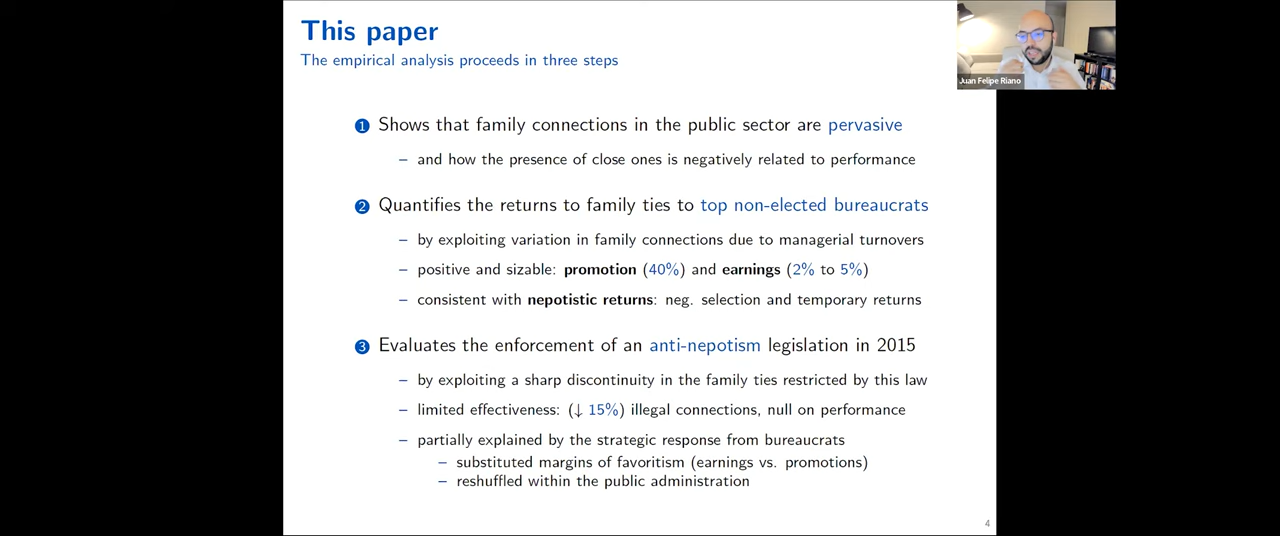 This paper
The empirical analysis proceeds in three steps
Juan Felipe Riano
1 Shows that family connections in the public sector are pervasive
– and how the presence of close ones is negatively related to performance
2 Quantifies the returns to family ties to top non-elected bureaucrats
– by exploiting variation in family connections due to managerial turnovers
– positive and sizable: promotion (40%) and earnings (2% to 5%)
– consistent with nepotistic returns: neg. selection and temporary returns
3 Evaluates the enforcement of an anti-nepotism legislation in 2015
– by exploiting a sharp discontinuity in the family ties restricted by this law
– limited effectiveness: (↓ 15%) illegal connections, null on performance
– partially explained by the strategic response from bureaucrats
– substituted margins of favoritism (earnings vs. promotions)
– reshuffled within the public administration
4